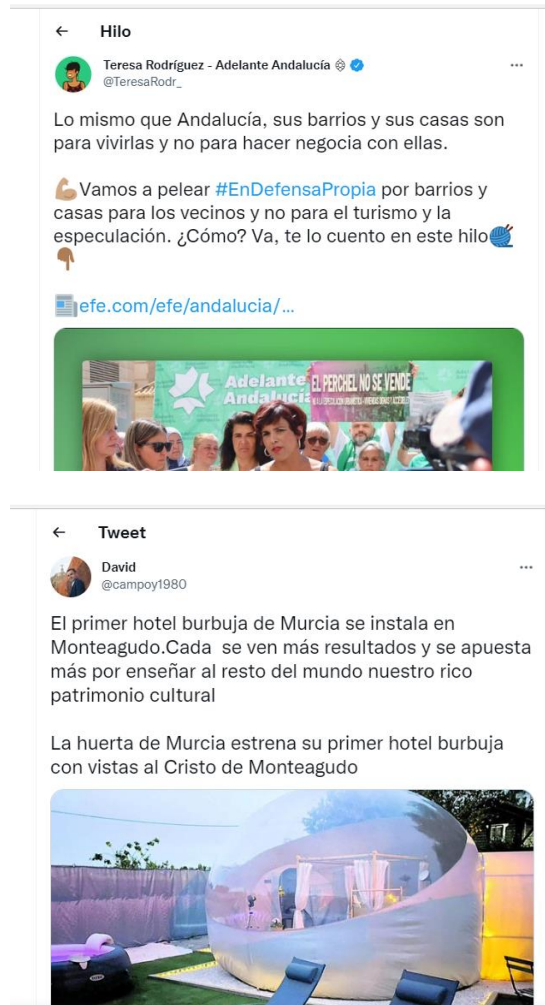 ← Hilo
Teresa Rodríguez - Adelante Andalucía
@TeresaRodr_
Lo mismo que Andalucía, sus barrios y sus casas son
para vivirlas y no para hacer negocia con ellas.
💪🏽Vamos a pelear #EnDefensaPropia por barrios y
casas para los vecinos y no para el turismo y la
especulación. ¿Cómo? Va, te lo cuento en este hilo🧶
👇🏽
📰efe.com/efe/andalucia/...
Adelante
Andalucía
EL PERCHEL NO SE VENDE
← Tweet
David
@campoy1980
El primer hotel burbuja de Murcia se instala en
Monteagudo.Cada se ven más resultados y se apuesta
más por enseñar al resto del mundo nuestro rico
patrimonio cultural
La huerta de Murcia estrena su primer hotel burbuja
con vistas al Cristo de Monteagudo